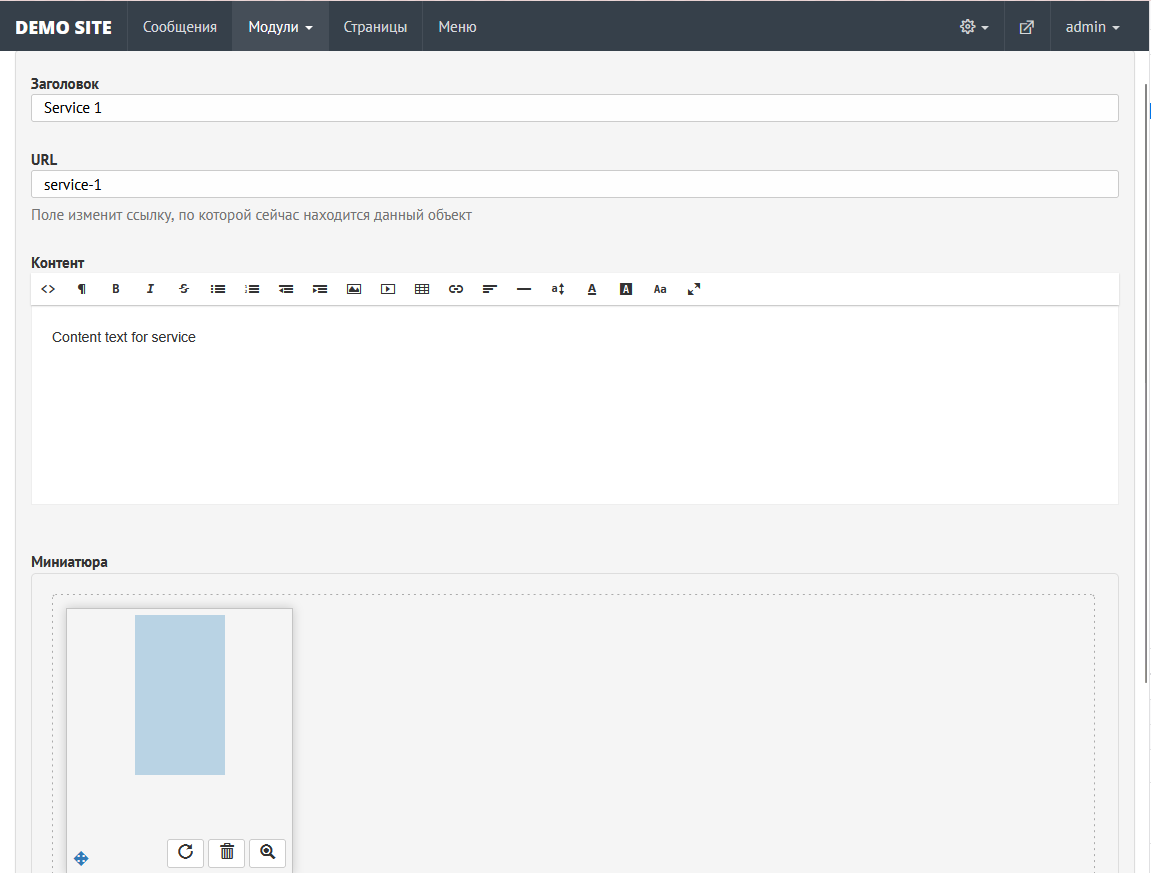 DEMO SITE Сообщения Модули Страницы Меню admin
Заголовок
Service 1
URL
service-1
Поле изменит ссылку, по которой сейчас находится данный объект
Контент
Content text for service
Миниатюра